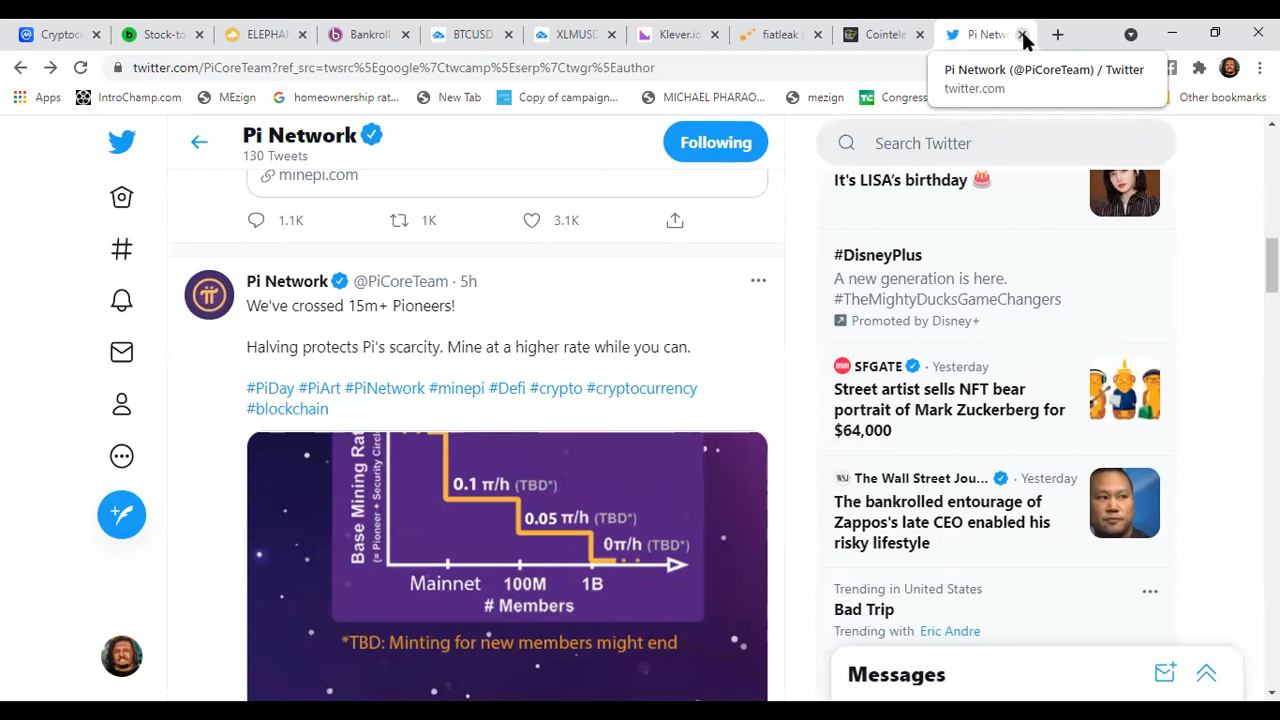 Cryptoc
Stock-to
ELEPHAN
Bankroll
BTCUSD
XLMUSD
Klever.io
fiatleak
Cointele
Pi Netw
twitter.com/PiCoreTeam?ref_src=twsrc%5Egoogle%7Ctwcamp%5Eserp%7Ctwgr%5Eauthor
Pi Network (@PiCoreTeam) / Twitter
twitter.com
Apps
IntroChamp.com
MEzign
homeownership rat...
New Tab
Copy of campaign...
MICHAEL PHARAO...
mezign
Congress
Other bookmarks
Pi Network
130 Tweets
Following
minepi.com
1.1K
1K
3.1K
Pi Network @PiCoreTeam · 5h
We've crossed 15m+ Pioneers!
Halving protects Pi's scarcity. Mine at a higher rate while you can.
#PiDay #PiArt #PiNetwork #minepi #Defi #crypto #cryptocurrency
#blockchain
Base Mining Rat
(= Pioneer + Security Circl
0.1 π/h (TBD*)
0.05 π/h (TBD*)
0π/h (TBD*)
Mainnet 100M 1B
# Members
*TBD: Minting for new members might end
Search Twitter
It's LISA's birthday 🎂
#DisneyPlus
A new generation is here.
#TheMightyDucksGameChangers
Promoted by Disney+
SFGATE · Yesterday
Street artist sells NFT bear
portrait of Mark Zuckerberg for
$64,000
WSJ The Wall Street Jou... · Yesterday
The bankrolled entourage of
Zappos's late CEO enabled his
risky lifestyle
Trending in United States
Bad Trip
Trending with Eric Andre
Messages